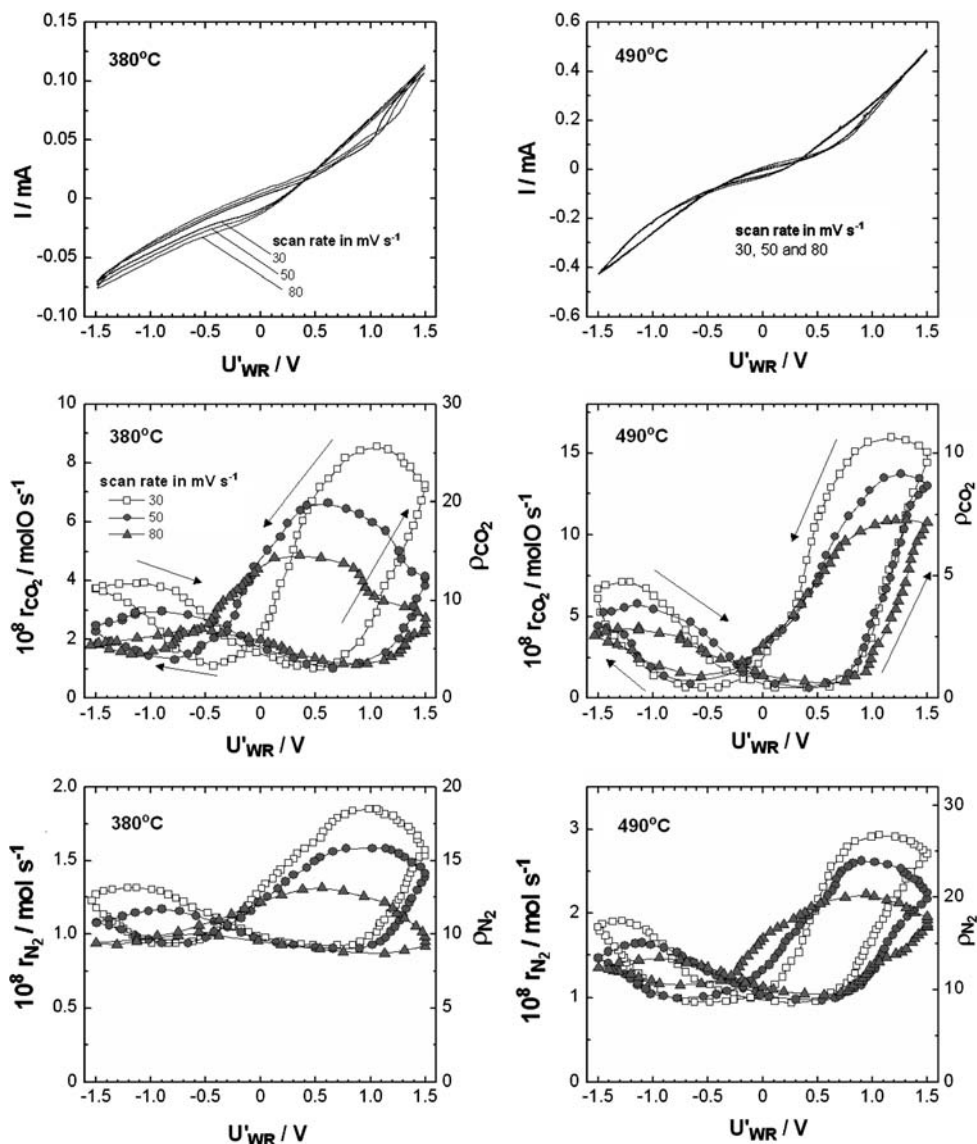 380°C
I / mA
0.15
0.10
0.05
0
-0.05
-0.10
scan rate in mV s⁻¹
30
50
80
-1.5 -1.0 -0.5 0 0.5 1.0 1.5
U'WR / V
490°C
I / mA
0.6
0.4
0.2
0
-0.2
-0.4
-0.6
scan rate in mV s⁻¹
30, 50 and 80
-1.5 -1.0 -0.5 0 0.5 1.0 1.5
U'WR / V
380°C
10⁸ rCO₂ / molO s⁻¹
10
8
6
4
2
0
scan rate in mV s⁻¹
30
50
80
30
20
10
0
ρCO₂
-1.5 -1.0 -0.5 0 0.5 1.0 1.5
U'WR / V
490°C
10⁸ rCO₂ / molO s⁻¹
15
10
5
0
10
5
0
ρCO₂
-1.5 -1.0 -0.5 0 0.5 1.0 1.5
U'WR / V
380°C
10⁸ rN₂ / mol s⁻¹
2.0
1.5
1.0
0.5
0
20
15
10
5
0
ρN₂
-1.5 -1.0 -0.5 0 0.5 1.0 1.5
U'WR / V
490°C
10⁸ rN₂ / mol s⁻¹
3
2
1
0
30
20
10
0
ρN₂
-1.5 -1.0 -0.5 0 0.5 1.0 1.5
U'WR / V